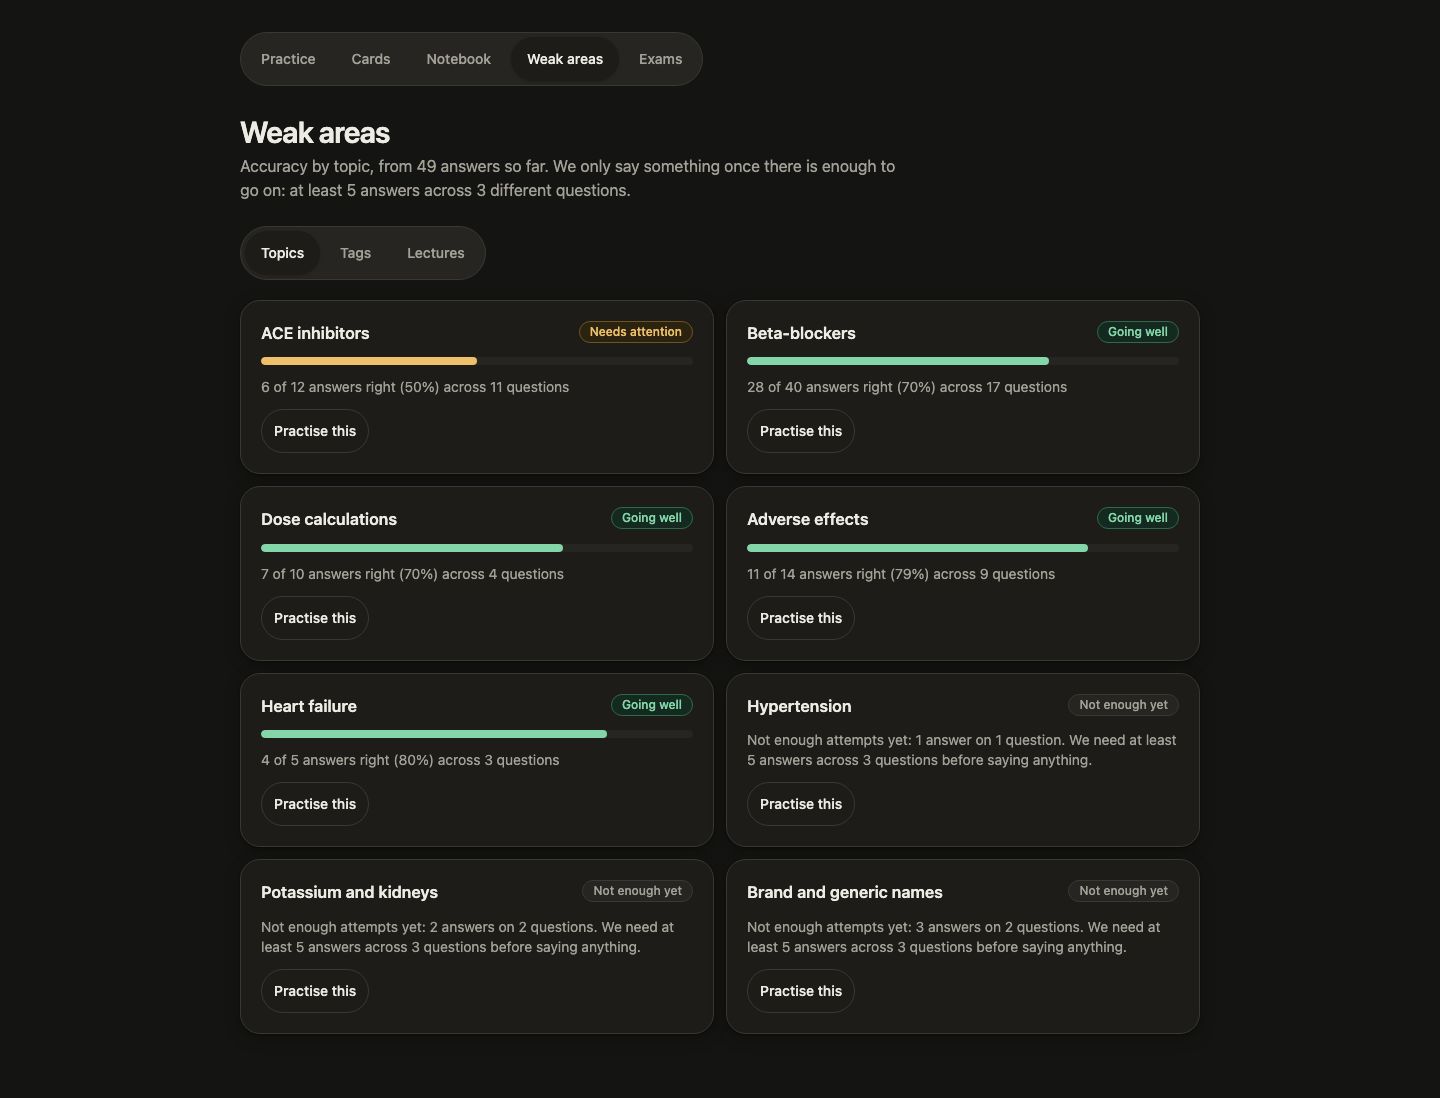 Practice
Cards
Notebook
Weak areas
Exams
Weak areas
Accuracy by topic, from 49 answers so far. We only say something once there is enough to
go on: at least 5 answers across 3 different questions.
Topics
Tags
Lectures
ACE inhibitors
Needs attention
6 of 12 answers right (50%) across 11 questions
Practise this
Beta-blockers
Going well
28 of 40 answers right (70%) across 17 questions
Practise this
Dose calculations
Going well
7 of 10 answers right (70%) across 4 questions
Practise this
Adverse effects
Going well
11 of 14 answers right (79%) across 9 questions
Practise this
Heart failure
Going well
4 of 5 answers right (80%) across 3 questions
Practise this
Hypertension
Not enough yet
Not enough attempts yet: 1 answer on 1 question. We need at least
5 answers across 3 questions before saying anything.
Practise this
Potassium and kidneys
Not enough yet
Not enough attempts yet: 2 answers on 2 questions. We need at
least 5 answers across 3 questions before saying anything.
Practise this
Brand and generic names
Not enough yet
Not enough attempts yet: 3 answers on 2 questions. We need at
least 5 answers across 3 questions before saying anything.
Practise this